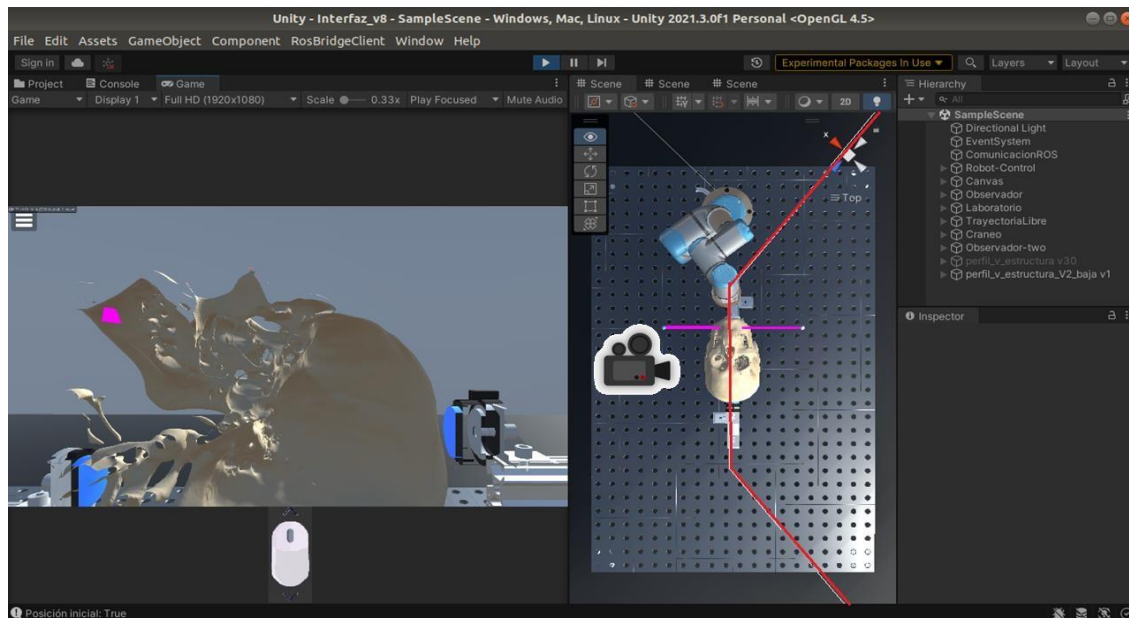 Unity - Interfaz_v8 - SampleScene - Windows, Mac, Linux - Unity 2021.3.0f1 Personal <OpenGL 4.5>
File Edit Assets GameObject Component RosBridgeClient Window Help
Sign in Experimental Packages In Use Layers Layout
Project Console Game Scene Scene Scene Hierarchy
Game Display 1 Full HD (1920x1080) Scale 0.33x Play Focused Mute Audio 2D All
SampleScene
Directional Light
EventSystem
ComunicacionROS
Robot-Control
Canvas
Observador
Laboratorio
TrayectoriaLibre
Craneo
Observador-two
perfil_v_estructura v30
perfil_v_estructura_V2_baja v1
x
Top
Inspector
Posición inicial: True